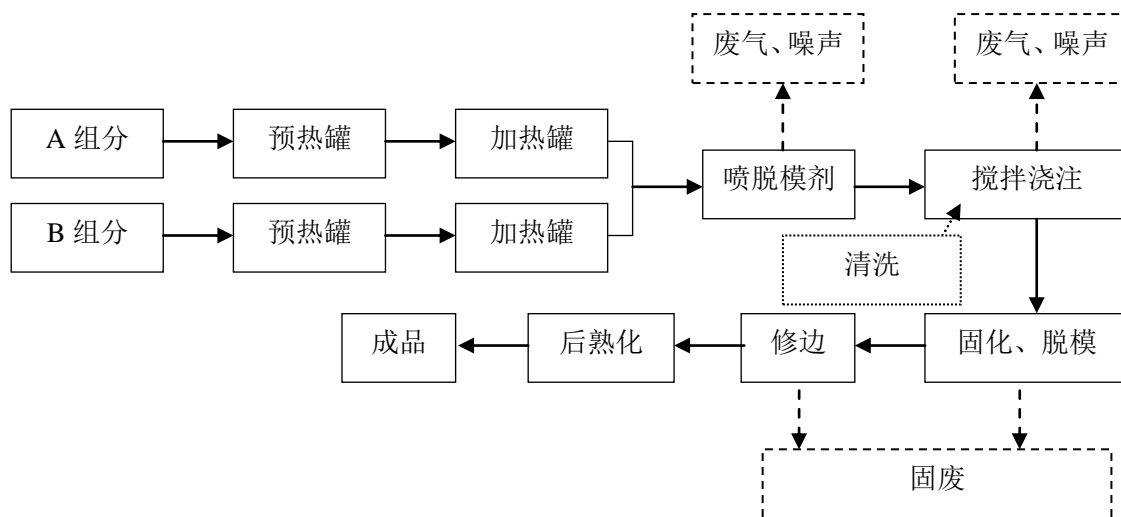 废气、噪声
废气、噪声
A 组分
预热罐
加热罐
喷脱模剂
搅拌浇注
B 组分
预热罐
加热罐
清洗
成品
后熟化
修边
固化、脱模
固废